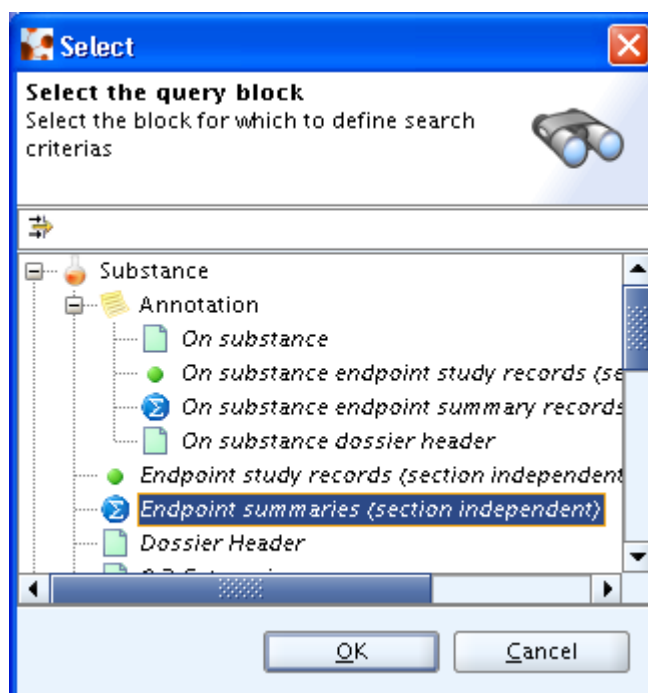 Select
Select the query block
Select the block for which to define search
criterias
Substance
Annotation
On substance
On substance endpoint study records (se
On substance endpoint summary records
On substance dossier header
Endpoint study records (section independent
Endpoint summaries (section independent)
Dossier Header
OK
Cancel